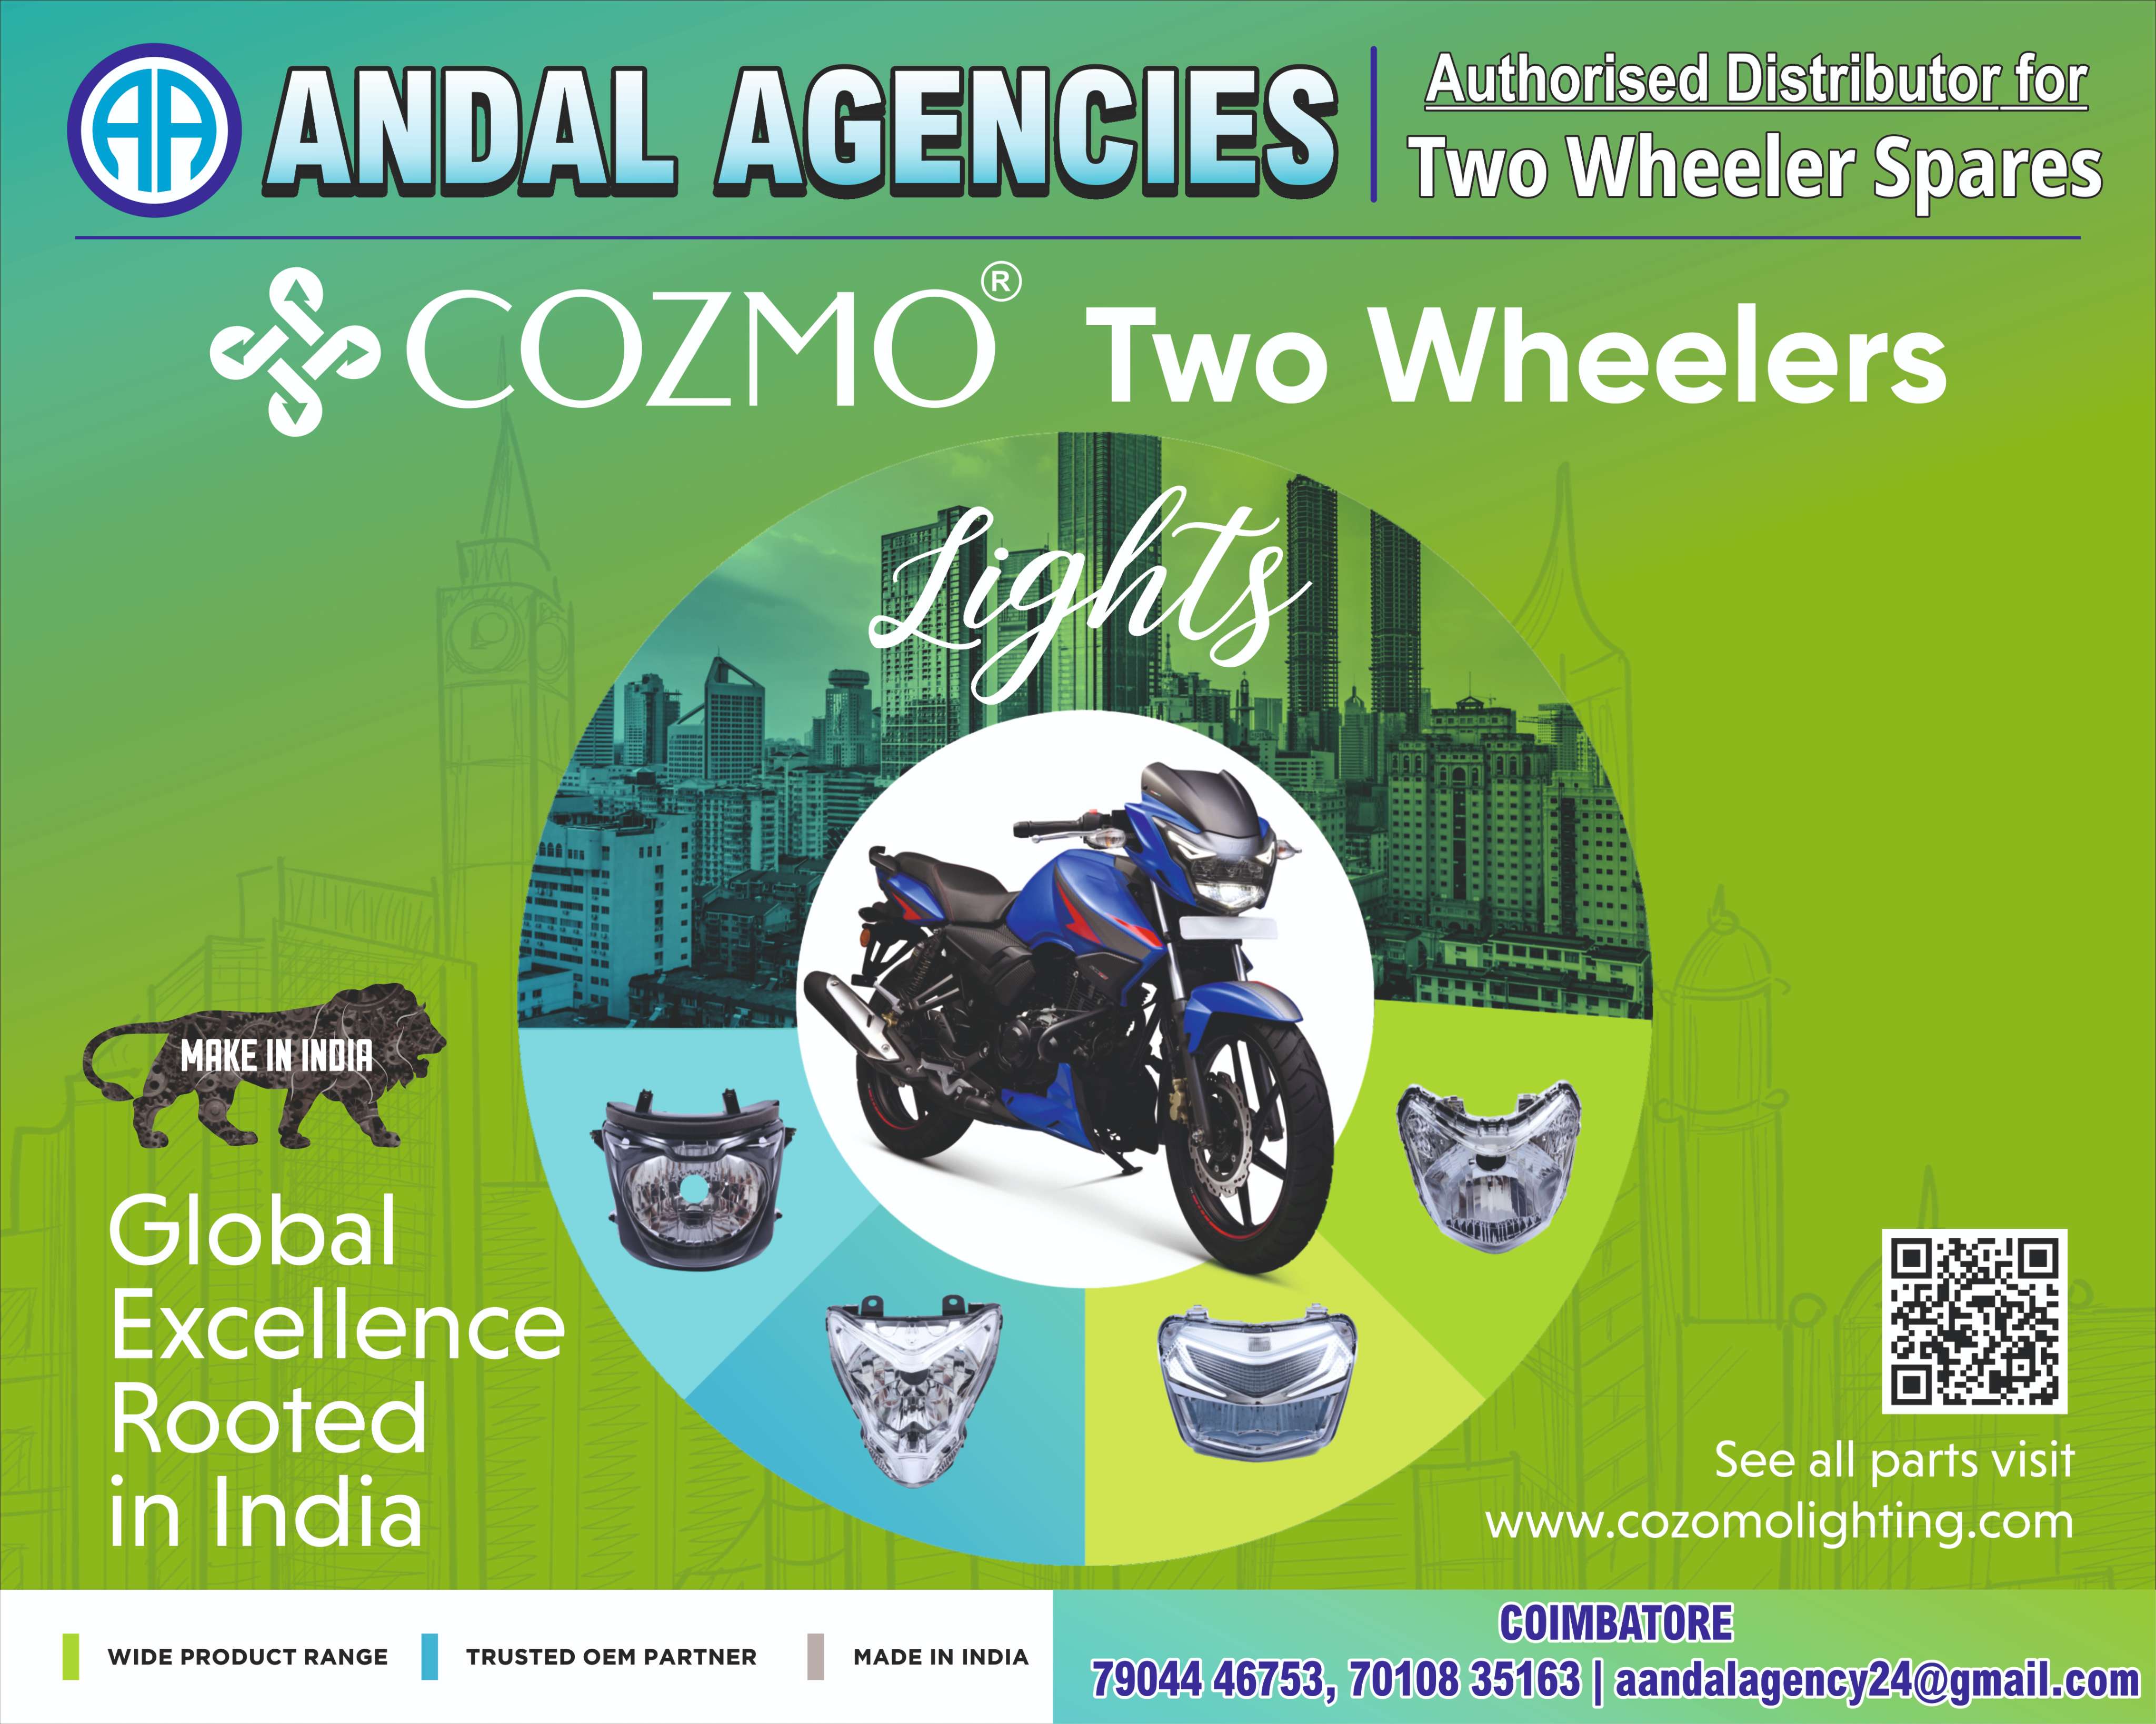 AA ANDAL AGENCIES
Authorised Distributor for
Two Wheeler Spares
COZMO® Two Wheelers
Lights
MAKE IN INDIA
Global
Excellence
Rooted
in India
See all parts visit
www.cozomolighting.com
WIDE PRODUCT RANGE
TRUSTED OEM PARTNER
MADE IN INDIA
COIMBATORE
79044 46753, 70108 35163 | aandalagency24@gmail.com